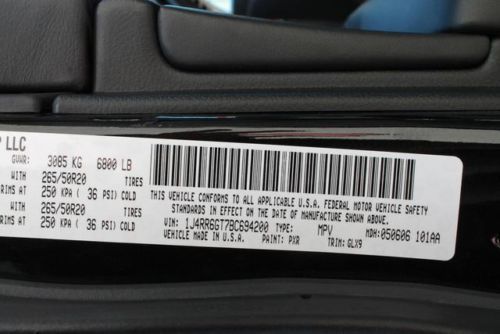 P LLC
GVWR: 3085 KG 6800 LB
WITH 265/50R20 TIRES
RIMS AT 250 KPA ( 36 PSI) COLD
WITH 265/50R20 TIRES
RIMS AT 250 KPA ( 36 PSI) COLD
THIS VEHICLE CONFORMS TO ALL APPLICABLE U.S.A. FEDERAL MOTOR VEHICLE SAFETY
STANDARDS IN EFFECT ON THE DATE OF MANUFACTURE SHOWN ABOVE.
VIN: 1J4RR6GT7BC694200 TYPE: MPV MDH: 050606 101AA
VEHICLE MADE IN U.S.A. PAINT: PXR TRIM: GLX9